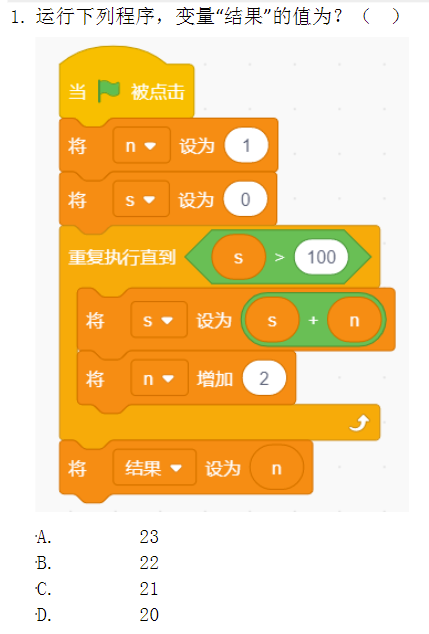 1. 运行下列程序，变量“结果”的值为？（　）
当 被点击
将 n 设为 1
将 s 设为 0
重复执行直到 s > 100
将 s 设为 s + n
将 n 增加 2
将 结果 设为 n
A. 23
B. 22
C. 21
D. 20